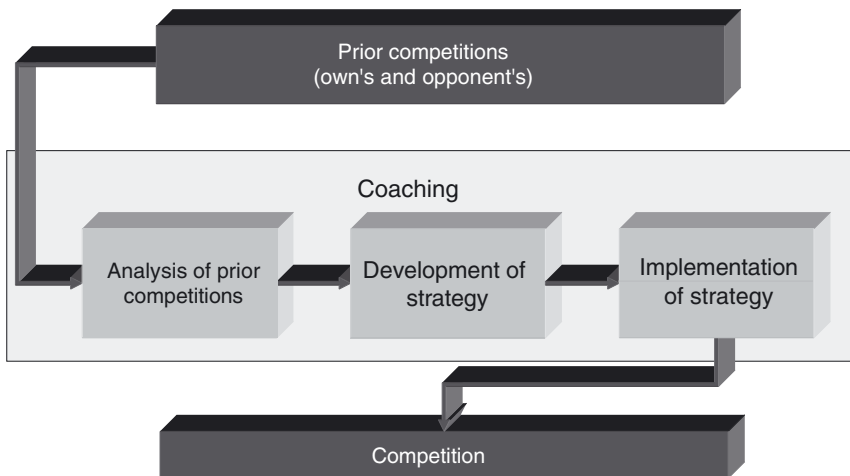 Prior competitions
(own's and opponent's)
Coaching
Analysis of prior
competitions
Development of
strategy
Implementation
of strategy
Competition